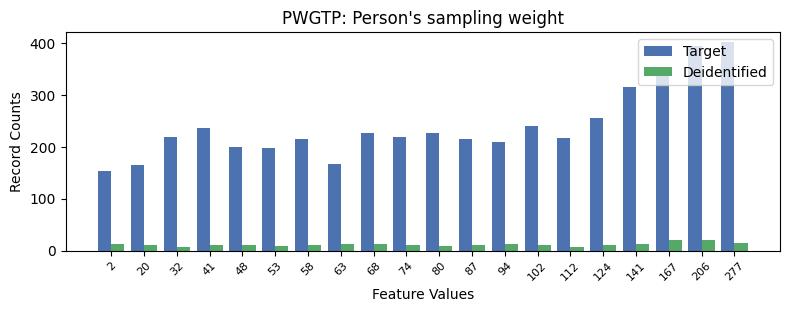 PWGTP: Person's sampling weight
Record Counts
400
300
200
100
0
Target
Deidentified
2 20 32 41 48 53 58 63 68 74 80 87 94 102 112 124 141 167 206 277
Feature Values